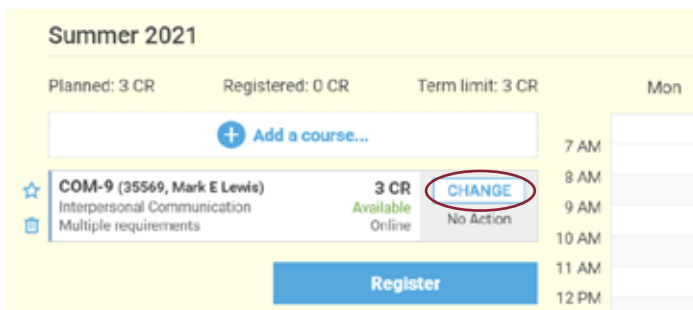 Summer 2021
Planned: 3 CR Registered: 0 CR Term limit: 3 CR Mon
Add a course...
7 AM
COM-9 (35569, Mark E Lewis) 3 CR CHANGE 8 AM
Interpersonal Communication Available No Action 9 AM
Multiple requirements Online
10 AM
Register 11 AM
12 PM